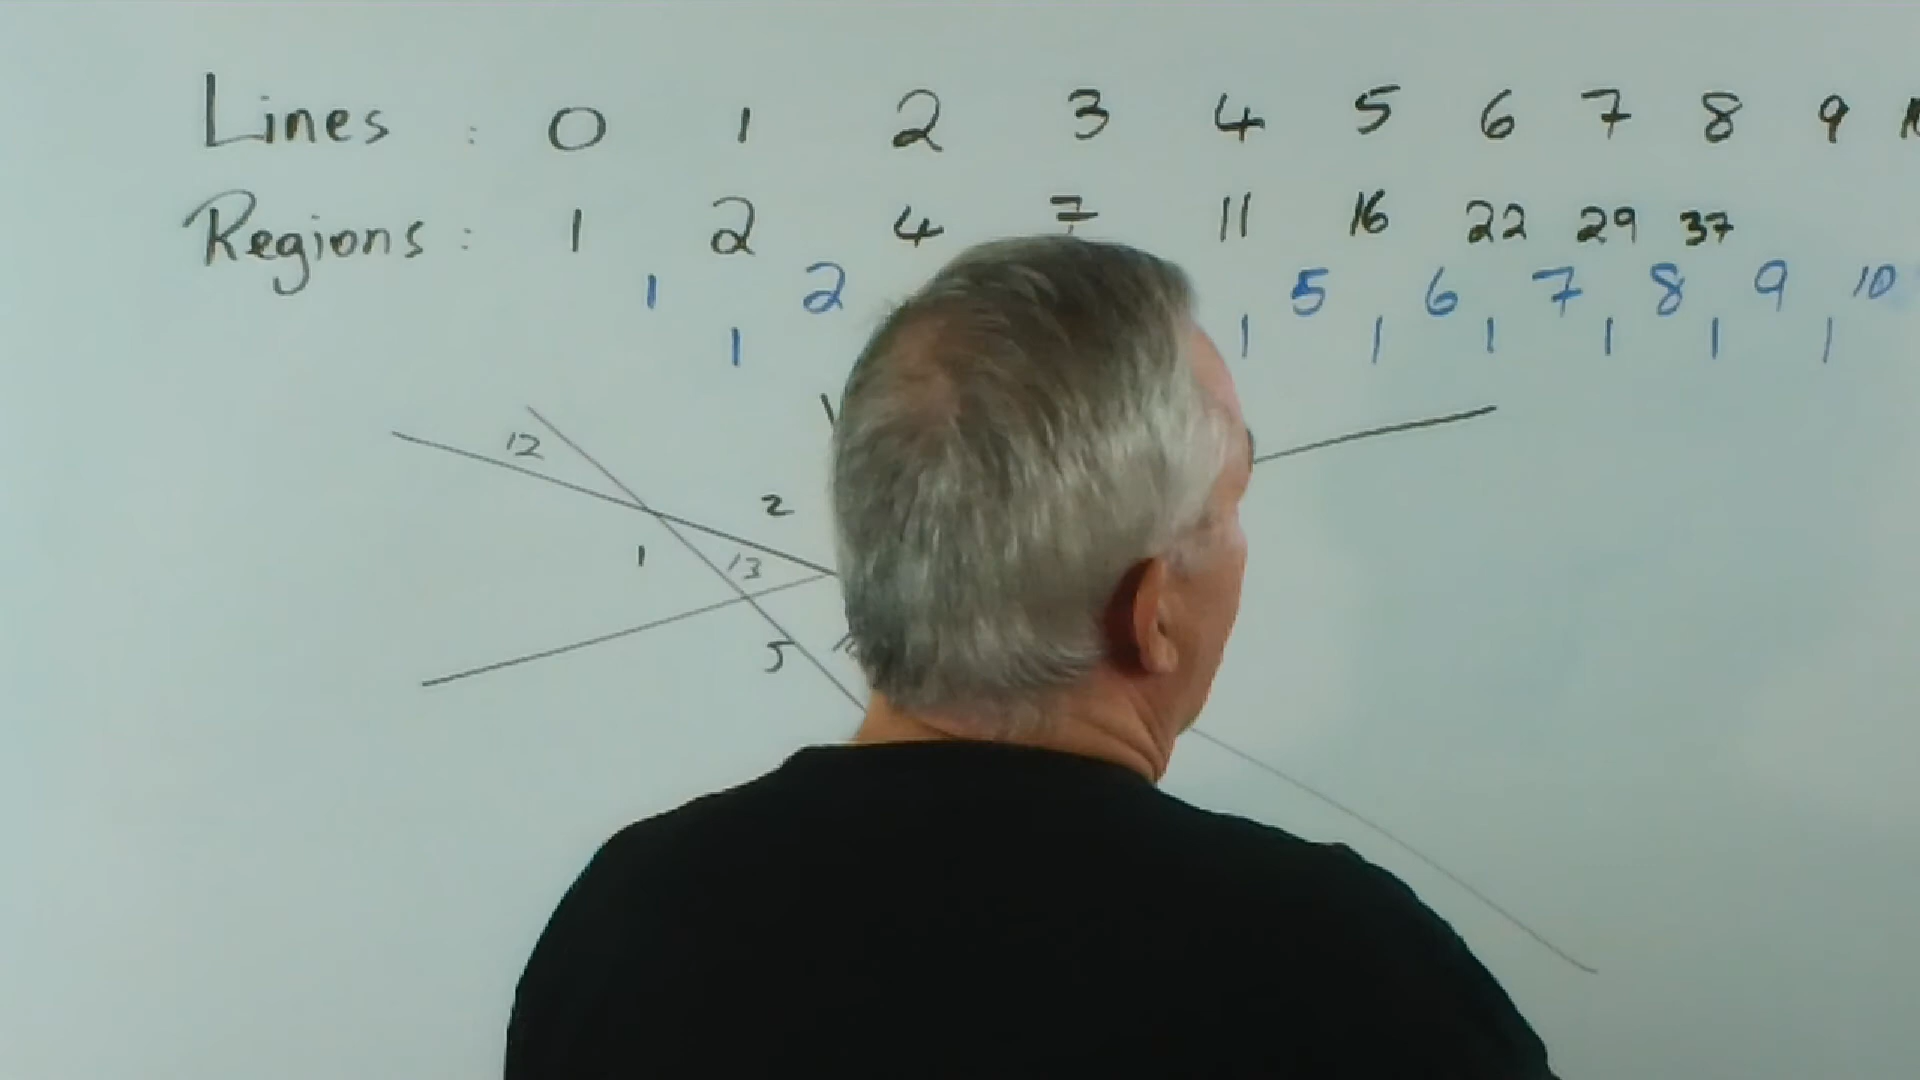 Lines : 0 1 2 3 4 5 6 7 8 9
Regions : 1 2 4 7 11 16 22 29 37
1 2 5 6 7 8 9 10
1 1 1 1 1 1 1
12
2
1 13
5